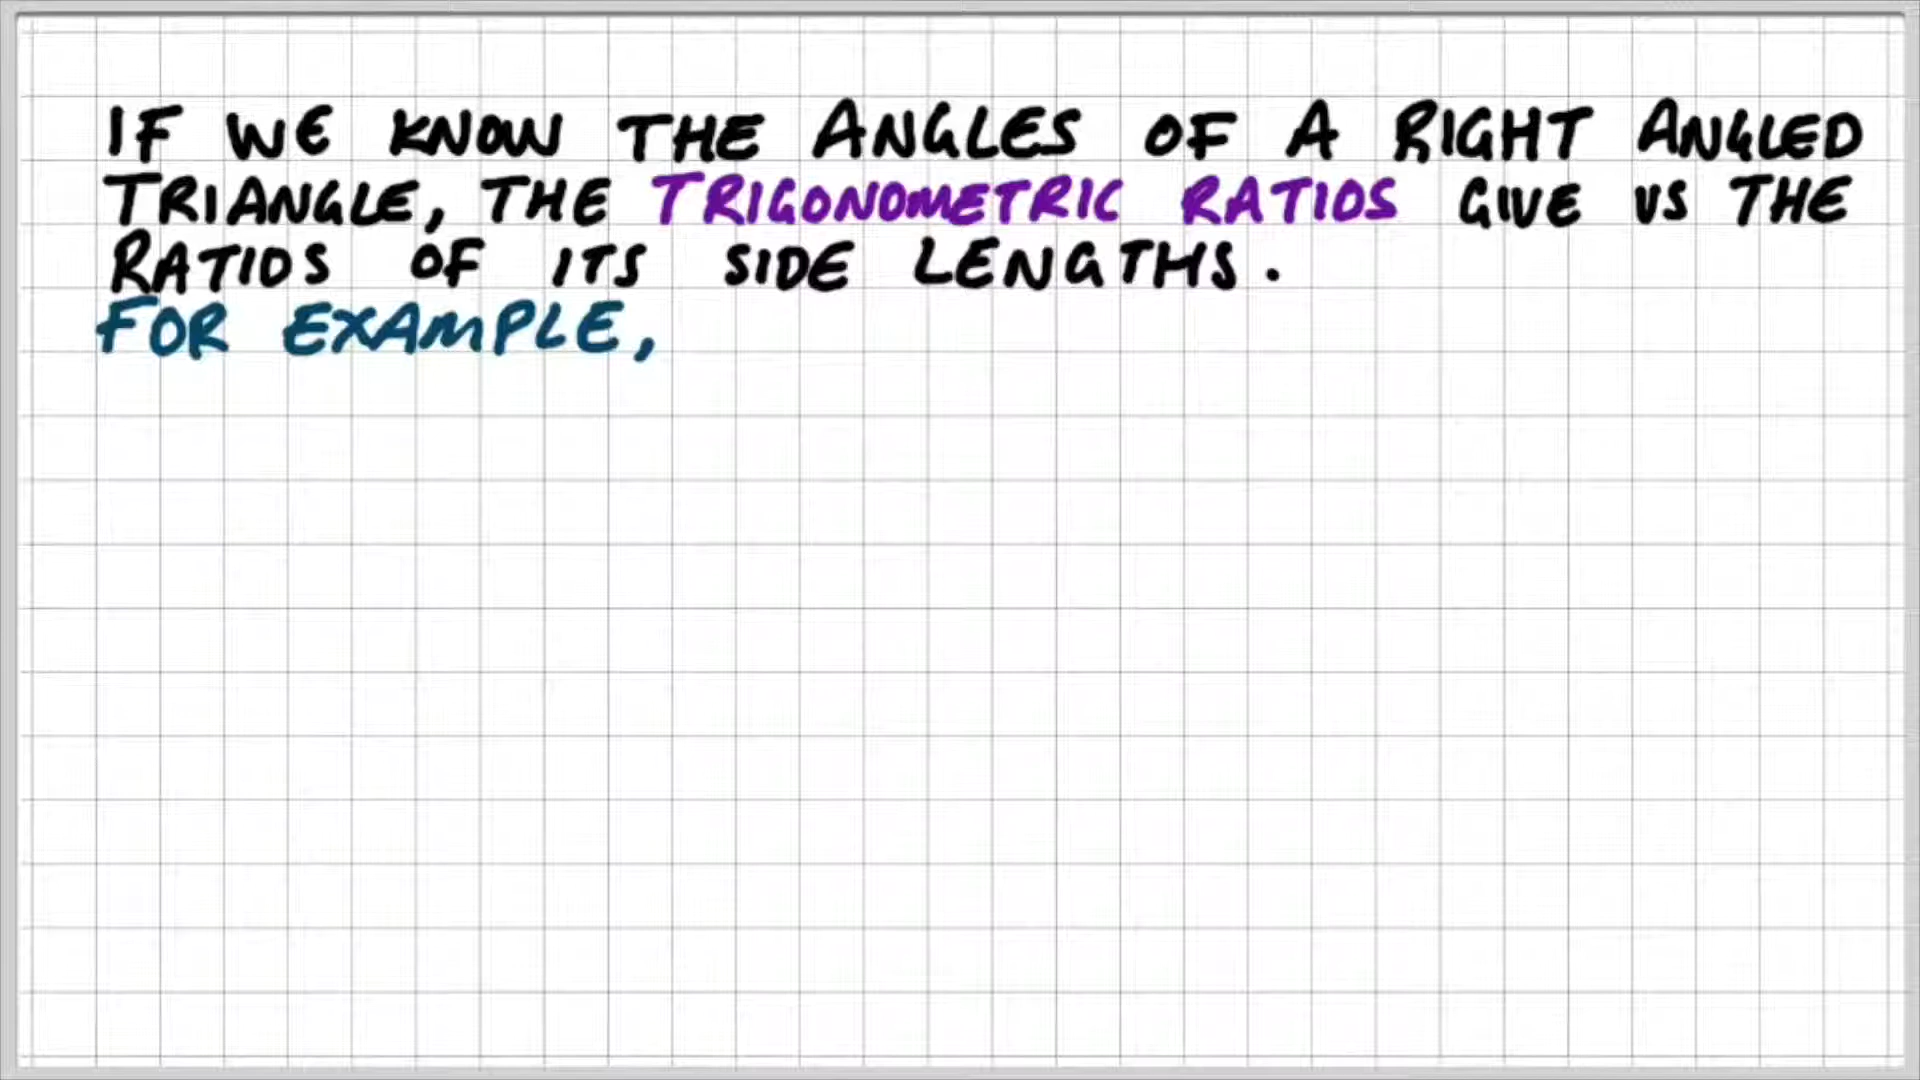 IF WE KNOW THE ANGLES OF A RIGHT ANGLED
TRIANGLE, THE TRIGONOMETRIC RATIOS GIVE US THE
RATIOS OF ITS SIDE LENGTHS.
FOR EXAMPLE,